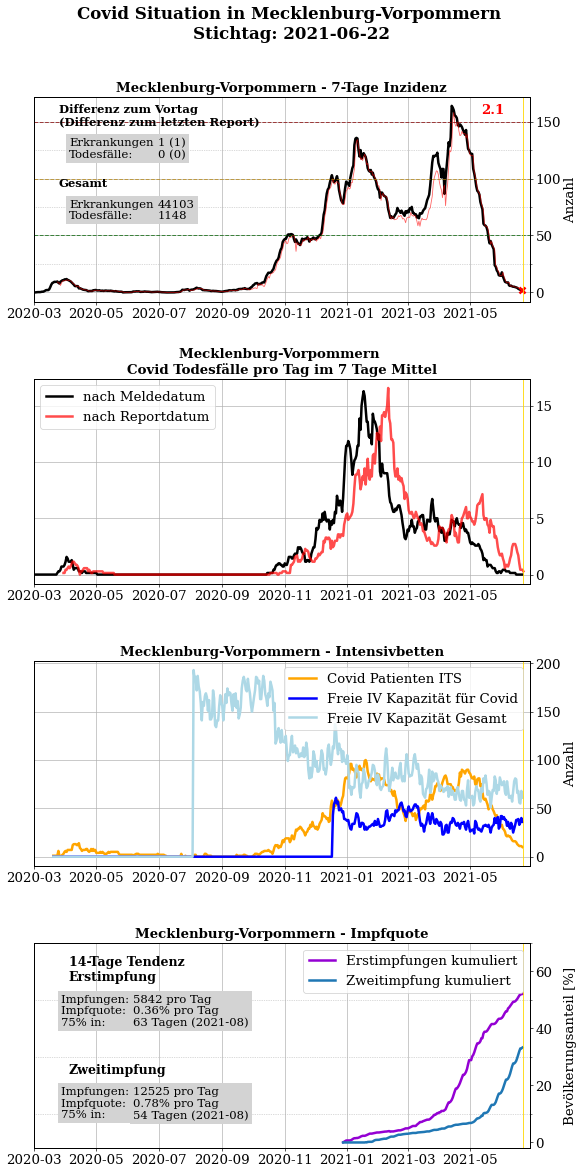 Covid Situation in Mecklenburg-Vorpommern
Stichtag: 2021-06-22
Mecklenburg-Vorpommern - 7-Tage Inzidenz
Differenz zum Vortag
(Differenz zum letzten Report)
2.1
Erkrankungen 1 (1)
Todesfälle: 0 (0)
Gesamt
Erkrankungen 44103
Todesfälle: 1148
150
100
50
0
Anzahl
2020-03 2020-05 2020-07 2020-09 2020-11 2021-01 2021-03 2021-05
Mecklenburg-Vorpommern
Covid Todesfälle pro Tag im 7 Tage Mittel
nach Meldedatum
nach Reportdatum
15
10
5
0
2020-03 2020-05 2020-07 2020-09 2020-11 2021-01 2021-03 2021-05
Mecklenburg-Vorpommern - Intensivbetten
Covid Patienten ITS
Freie IV Kapazität für Covid
Freie IV Kapazität Gesamt
200
150
100
50
0
Anzahl
2020-03 2020-05 2020-07 2020-09 2020-11 2021-01 2021-03 2021-05
Mecklenburg-Vorpommern - Impfquote
14-Tage Tendenz
Erstimpfung
Impfungen: 5842 pro Tag
Impfquote: 0.36% pro Tag
75% in: 63 Tagen (2021-08)
Zweitimpfung
Impfungen: 12525 pro Tag
Impfquote: 0.78% pro Tag
75% in: 54 Tagen (2021-08)
Erstimpfungen kumuliert
Zweitimpfung kumuliert
60
40
20
0
Bevölkerungsanteil [%]
2020-03 2020-05 2020-07 2020-09 2020-11 2021-01 2021-03 2021-05